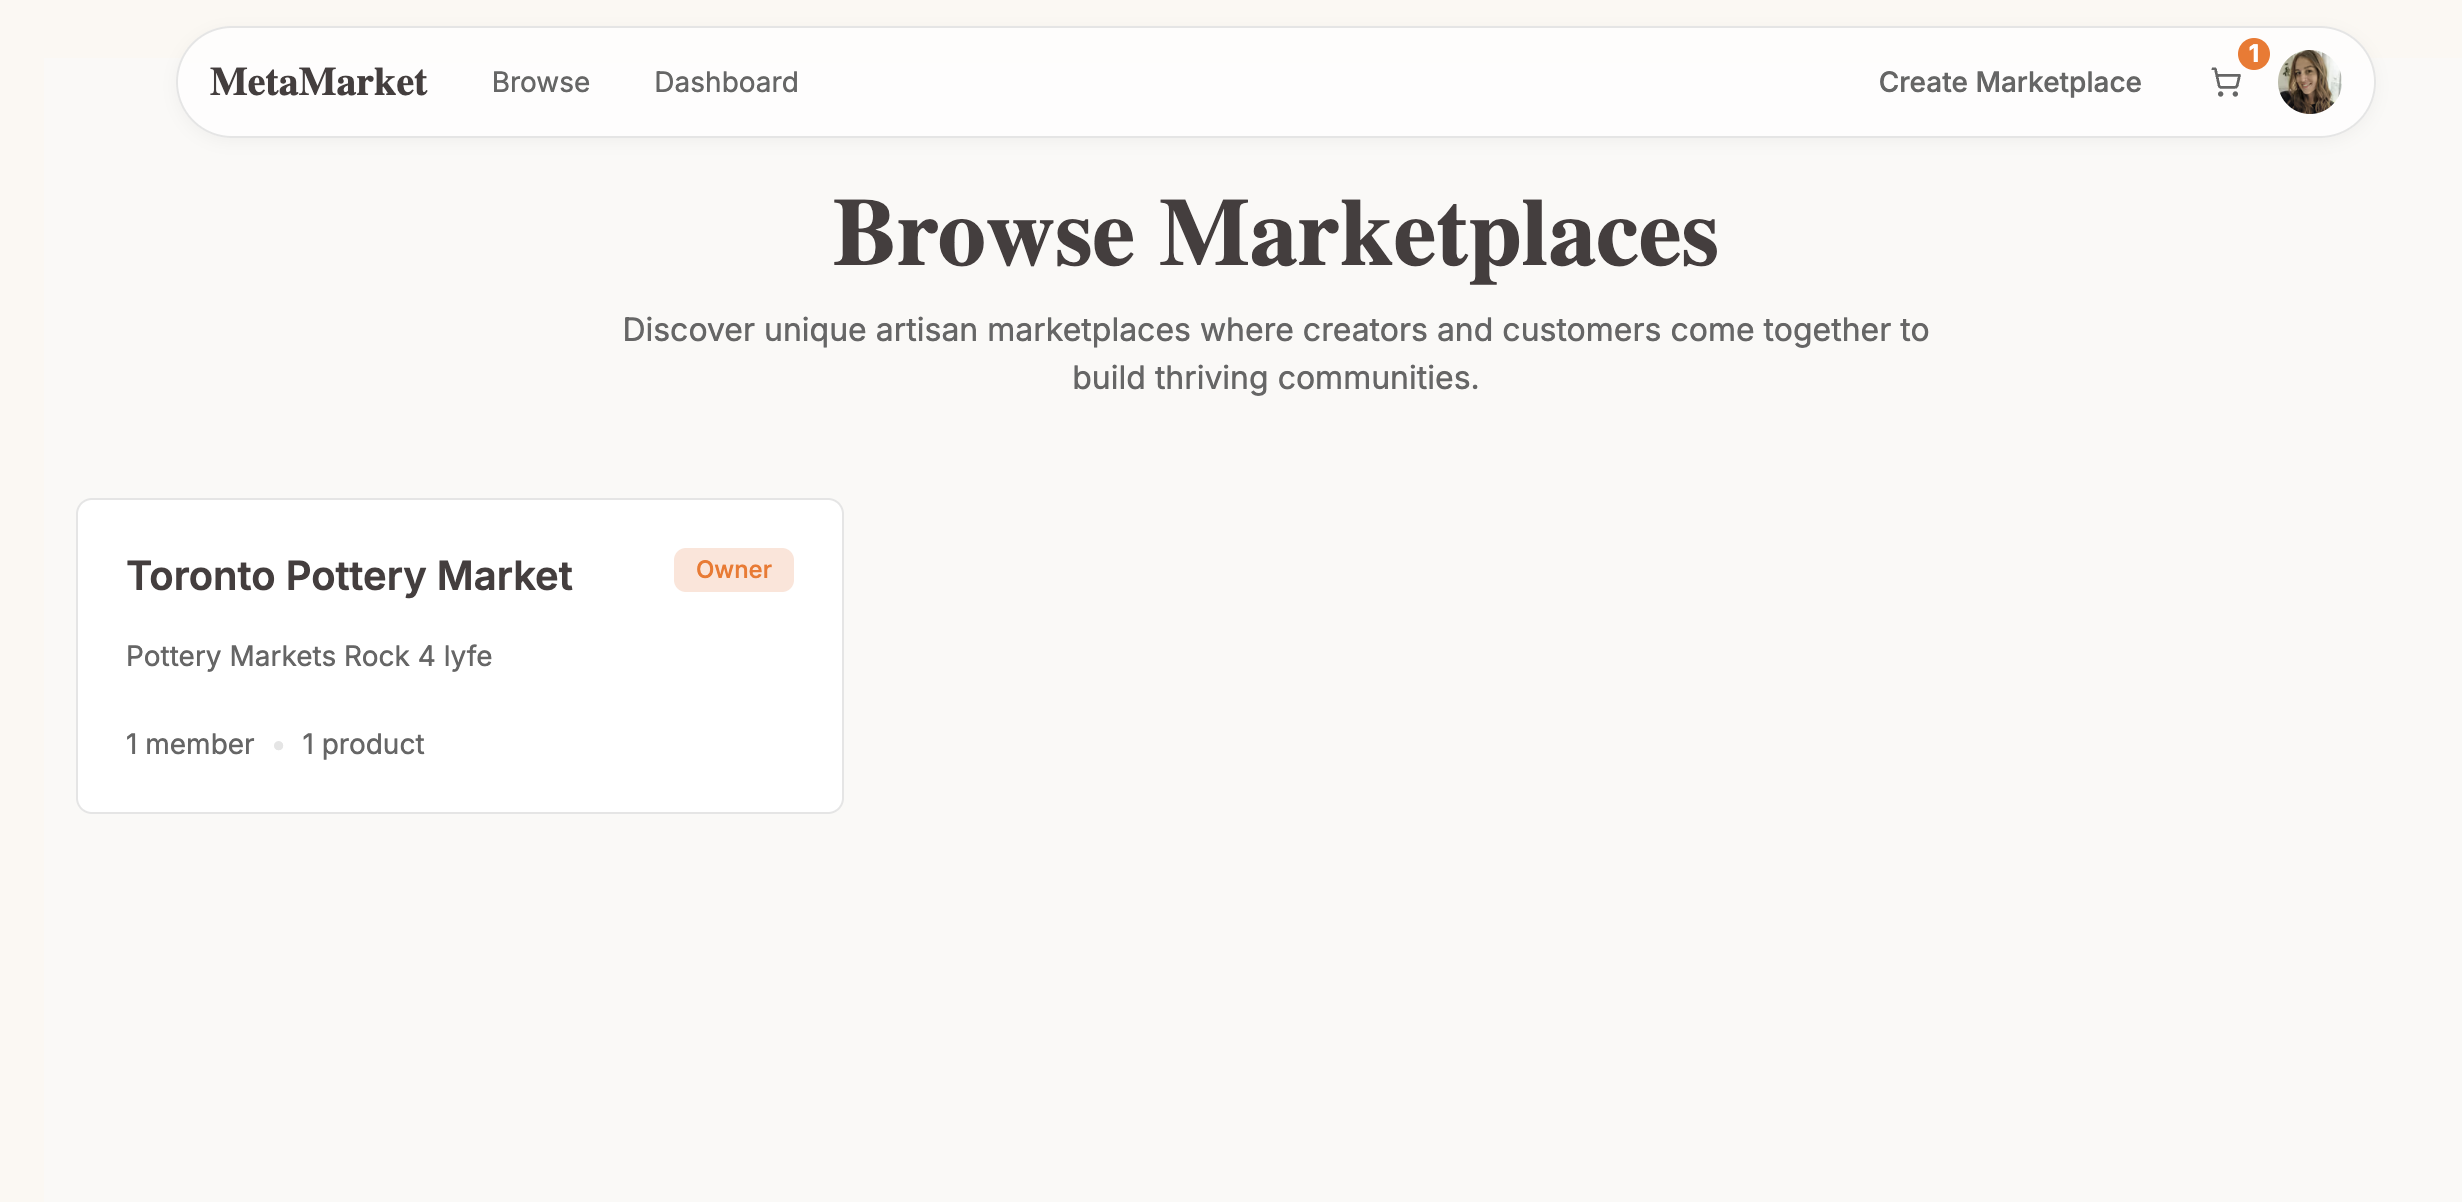 MetaMarket
Browse
Dashboard
Create Marketplace
1
Browse Marketplaces
Discover unique artisan marketplaces where creators and customers come together to
build thriving communities.
Toronto Pottery Market
Owner
Pottery Markets Rock 4 lyfe
1 member • 1 product